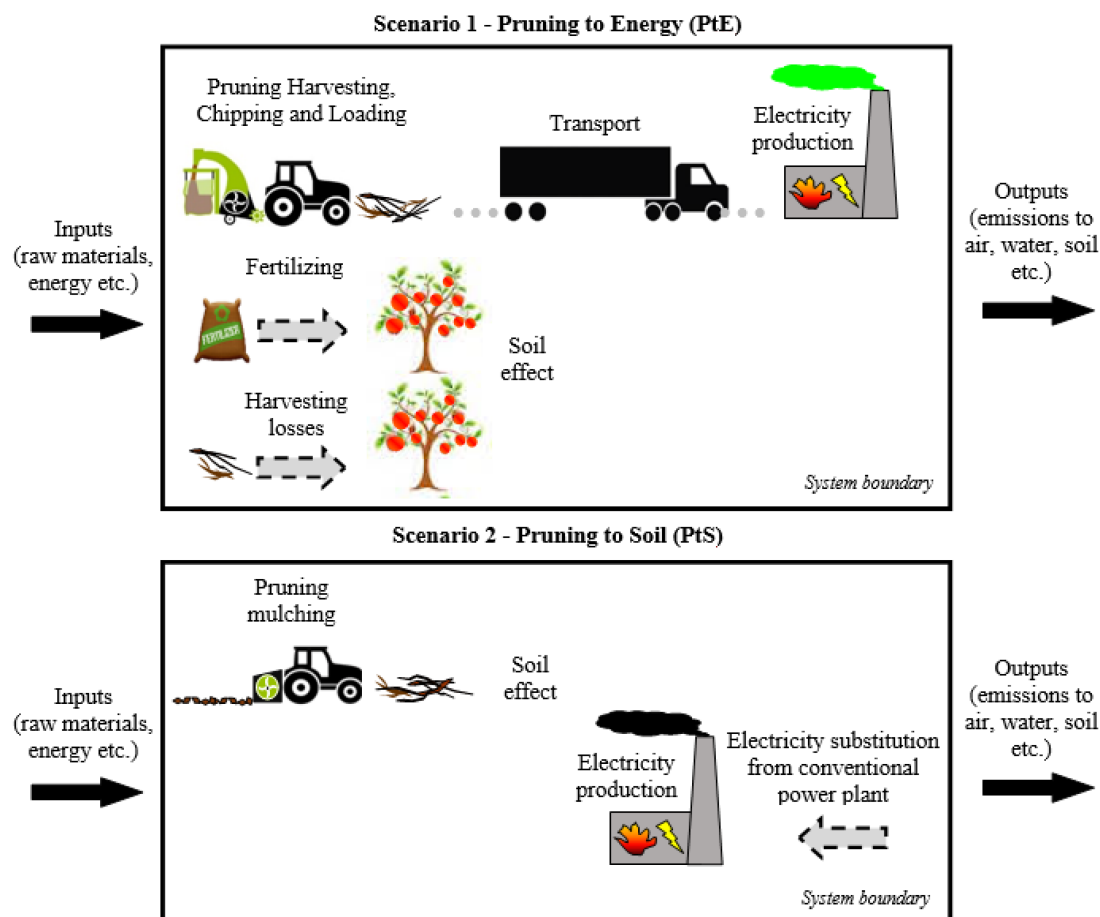 Scenario 1 - Pruning to Energy (PtE)
Pruning Harvesting,
Chipping and Loading
Transport
Electricity
production
Inputs
(raw materials,
energy etc.)
Outputs
(emissions to
air, water, soil
etc.)
Fertilizing
FERTILIZER
Soil
effect
Harvesting
losses
System boundary
Scenario 2 - Pruning to Soil (PtS)
Pruning
mulching
Soil
effect
Inputs
(raw materials,
energy etc.)
Outputs
(emissions to
air, water, soil
etc.)
Electricity
production
Electricity substitution
from conventional
power plant
System boundary